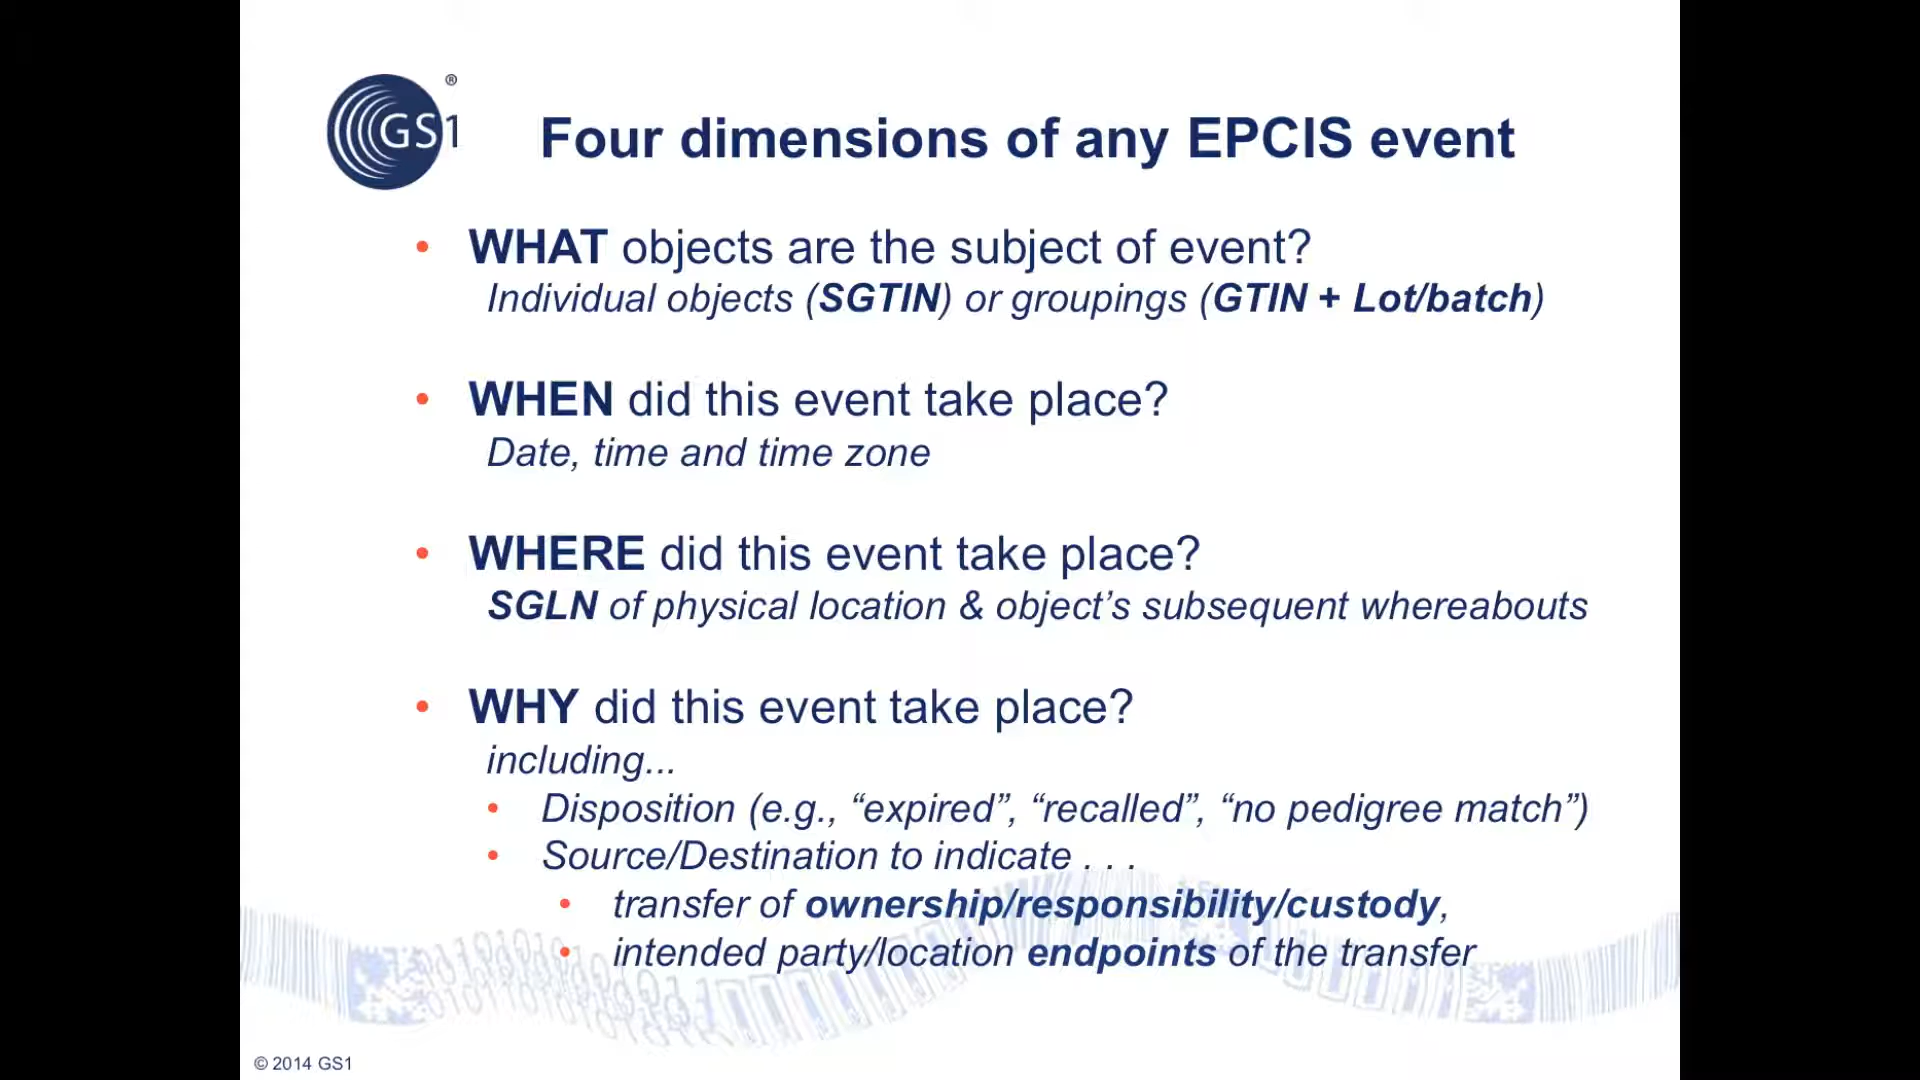 GS1 ®
Four dimensions of any EPCIS event
• WHAT objects are the subject of event?
Individual objects (SGTIN) or groupings (GTIN + Lot/batch)
• WHEN did this event take place?
Date, time and time zone
• WHERE did this event take place?
SGLN of physical location & object’s subsequent whereabouts
• WHY did this event take place?
including...
• Disposition (e.g., “expired”, “recalled”, “no pedigree match”)
• Source/Destination to indicate . . .
• transfer of ownership/responsibility/custody,
• intended party/location endpoints of the transfer
© 2014 GS1